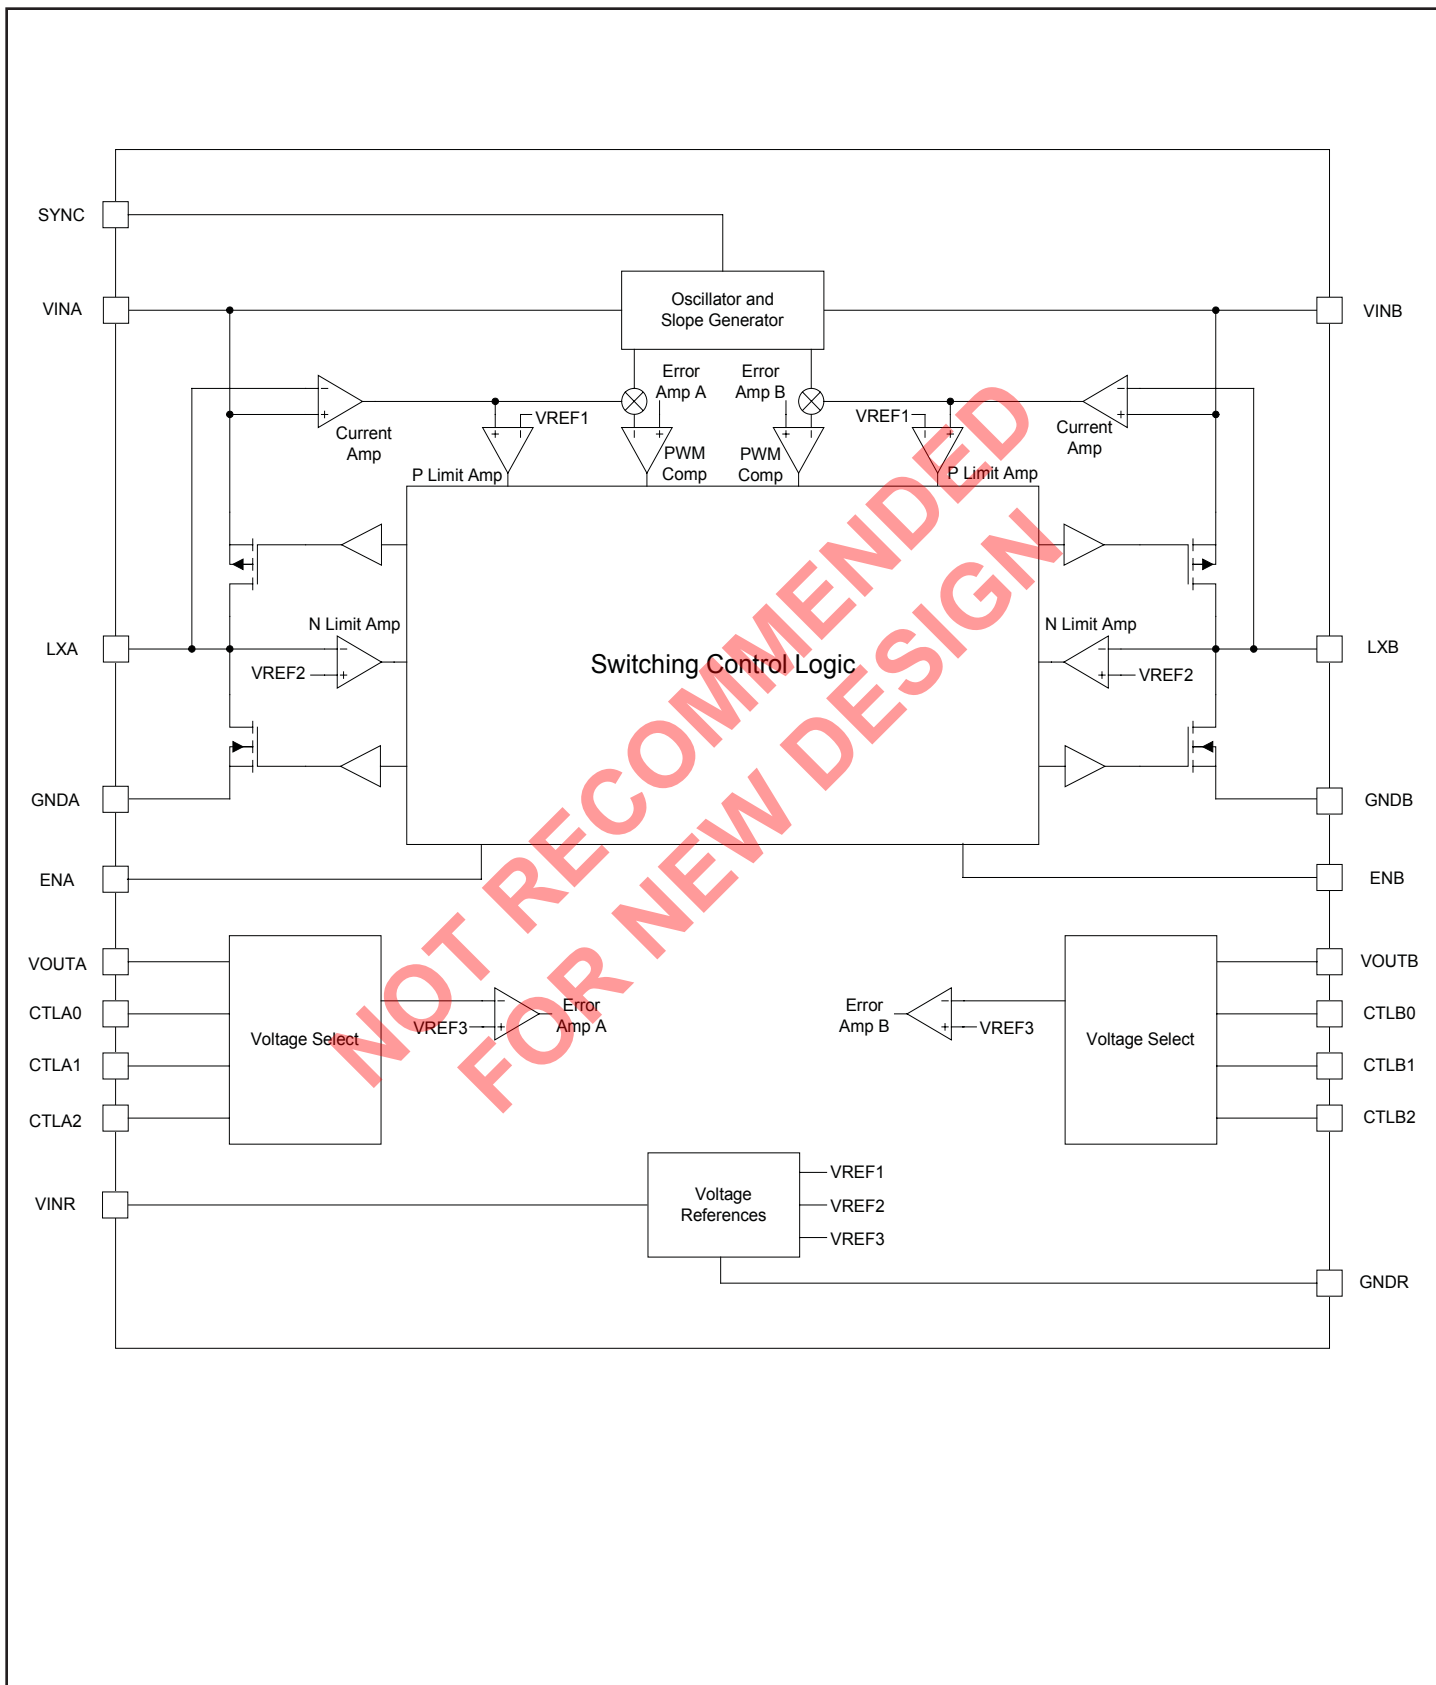 SYNC
VINA
Oscillator and
Slope Generator
VINB
Error
Amp A
Error
Amp B
VREF1
VREF1
Current
Amp
Current
Amp
PWM
Comp
PWM
Comp
P Limit Amp
P Limit Amp
N Limit Amp
N Limit Amp
LXA
Switching Control Logic
LXB
VREF2
VREF2
GNDA
GNDB
ENA
ENB
VOUTA
VOUTB
CTLA0
CTLB0
Error
Amp A
Error
Amp B
VREF3
VREF3
Voltage Select
Voltage Select
CTLA1
CTLB1
CTLA2
CTLB2
VINR
Voltage
References
VREF1
VREF2
VREF3
GNDR
NOT RECOMMENDED
FOR NEW DESIGN